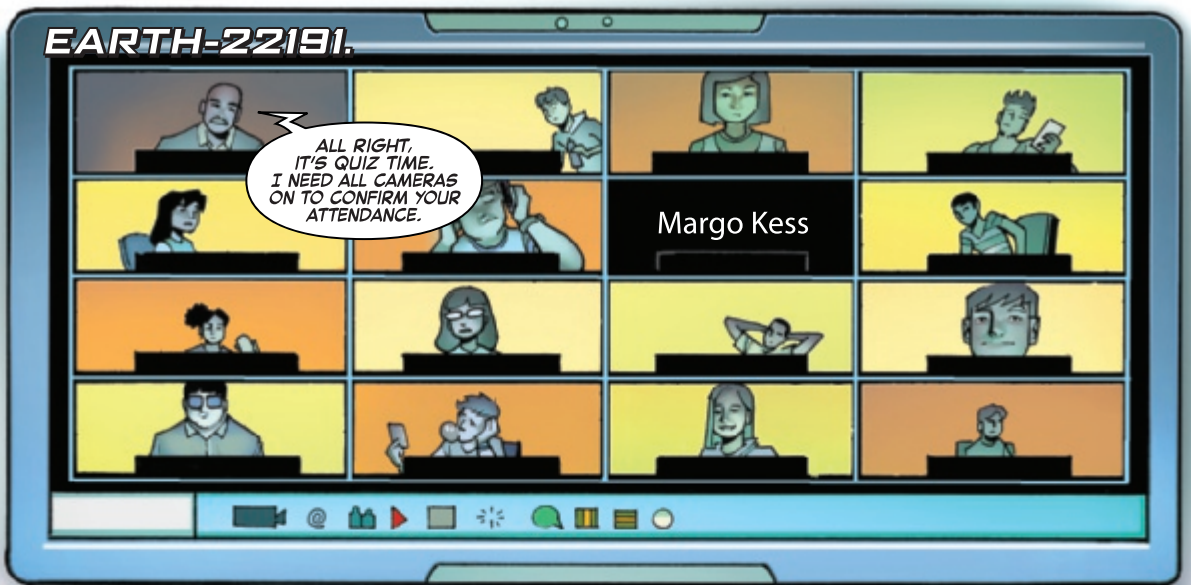 EARTH-22191.
ALL RIGHT,
IT'S QUIZ TIME.
I NEED ALL CAMERAS
ON TO CONFIRM YOUR
ATTENDANCE.
Margo Kess
@